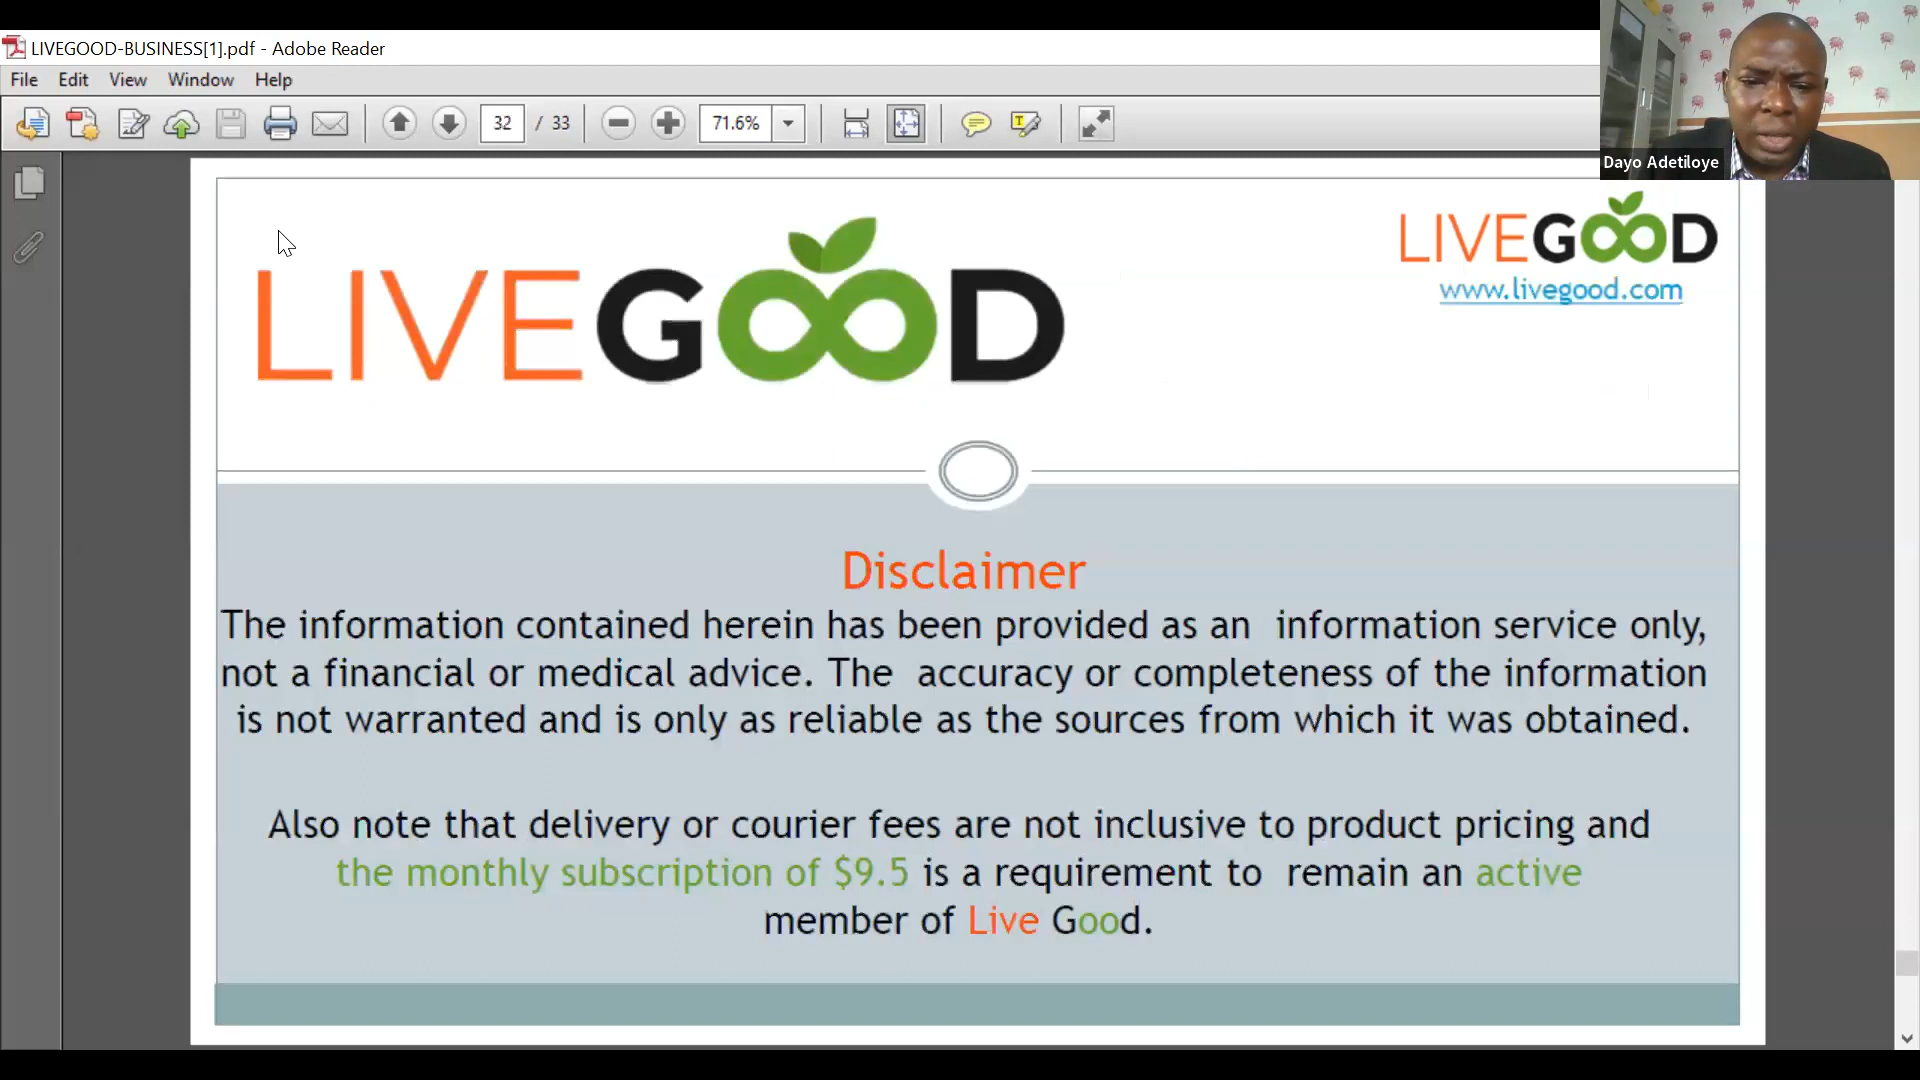 LIVEGOOD-BUSINESS[1].pdf - Adobe Reader
File Edit View Window Help
32 / 33 71.6%
Dayo Adetiloye
LIVEGOOD
www.livegood.com
LIVEGOOD
Disclaimer
The information contained herein has been provided as an information service only,
not a financial or medical advice. The accuracy or completeness of the information
is not warranted and is only as reliable as the sources from which it was obtained.
Also note that delivery or courier fees are not inclusive to product pricing and
the monthly subscription of $9.5 is a requirement to remain an active
member of Live Good.